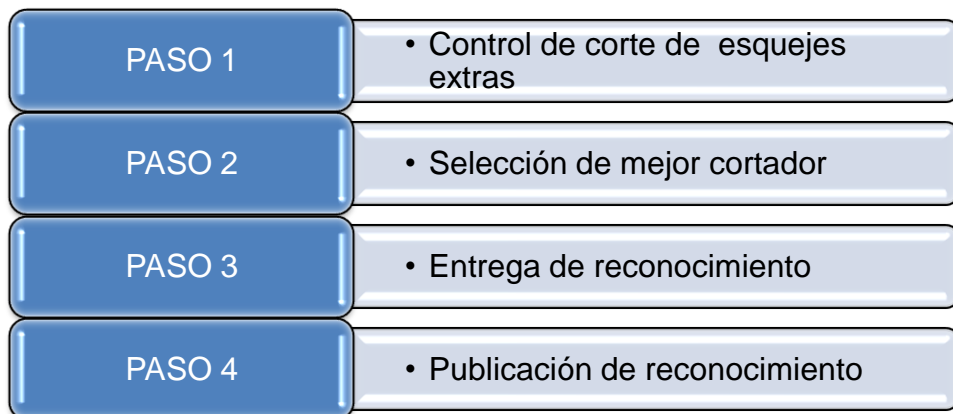 PASO 1
• Control de corte de esquejes
extras
PASO 2
• Selección de mejor cortador
PASO 3
• Entrega de reconocimiento
PASO 4
• Publicación de reconocimiento